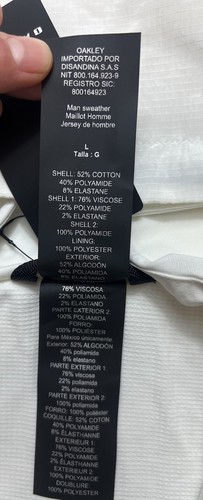 OAKLEY
IMPORTADO POR
DISANDINA S.A.S
NIT 800.164.923-9
REGISTRO SIC:
800164923
Man sweather
Maillot Homme
Jersey de hombre
L
Talla : G
SHELL: 52% COTTON
40% POLYAMIDE
8% ELASTANE
SHELL 1: 76% VISCOSE
22% POLYAMIDE
2% ELASTANE
SHELL 2:
100% POLYAMIDE
LINING:
100% POLYESTER
EXTERIOR:
52% ALGODÓN
40% POLIAMIDA
8% ELASTANO
76% VISCOSA
22% POLIAMIDA
2% ELASTANO
PARTE EXTERIOR 2:
100% POLIAMIDA
FORRO:
100% POLIÉSTER
Para México únicamente
Exterior: 52% ALGODÓN
40% poliamida
8% elastano
PARTE EXTERIOR 1:
76% viscosa
22% poliamida
2% elastano
PARTE EXTERIOR 2:
100% poliamida
FORRO: 100% poliéster
COQUILLE: 52% COTON
40% POLYAMIDE
8% ÉLASTHANNE
EXTERIEUR 1:
76% VISCOSE
22% POLYAMIDE
2% ÉLASTHANNE
EXTERIEUR 2:
100% POLYAMIDE
DOUBLURE
100% POLYESTER